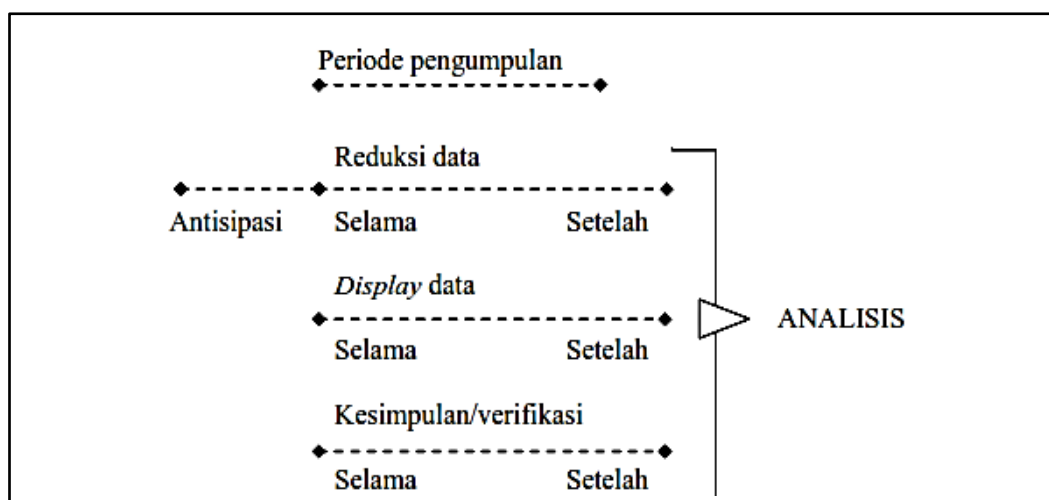 Periode pengumpulan
Reduksi data
Antisipasi Selama Setelah
Display data
Selama Setelah
ANALISIS
Kesimpulan/verifikasi
Selama Setelah